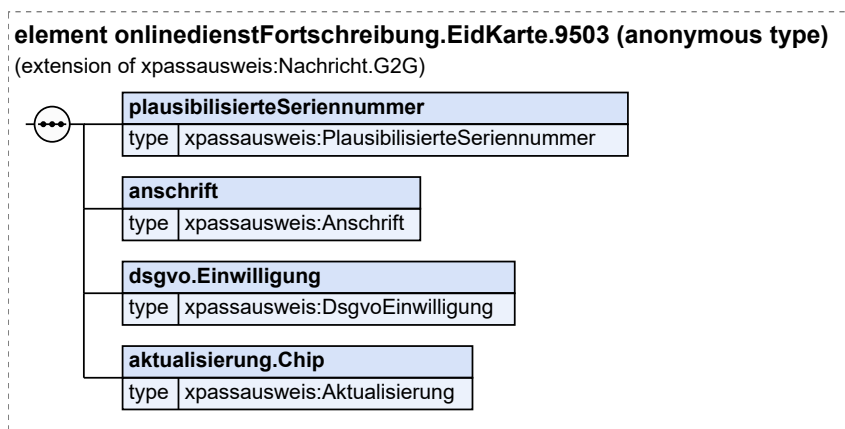 element onlinedienstFortschreibung.EidKarte.9503 (anonymous type)
(extension of xpassausweis:Nachricht.G2G)
plausibilisierteSeriennummer
type xpassausweis:PlausibilisierteSeriennummer
anschrift
type xpassausweis:Anschrift
dsgvo.Einwilligung
type xpassausweis:DsgvoEinwilligung
aktualisierung.Chip
type xpassausweis:Aktualisierung